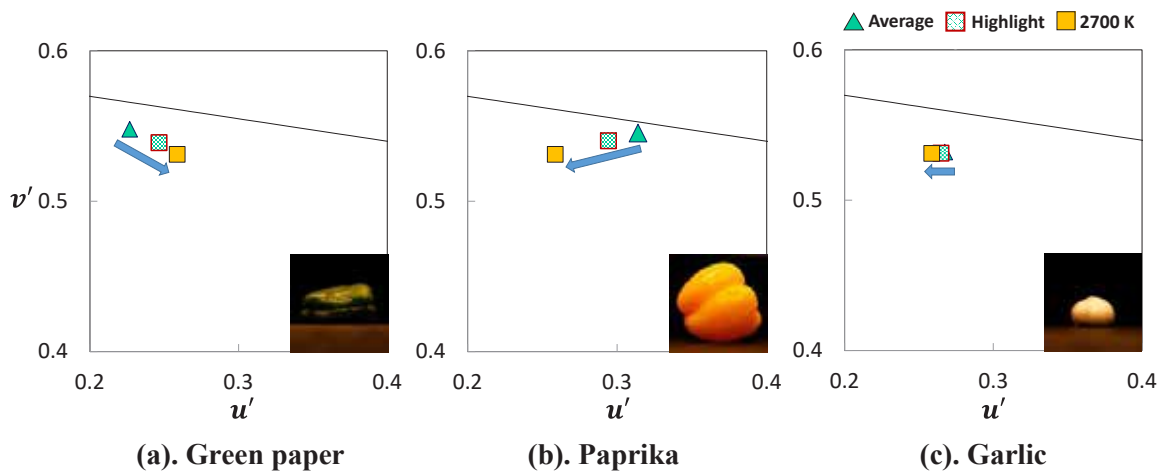 Average Highlight 2700 K
0.6 0.6 0.6
v′ 0.5 0.5 0.5
0.4 0.4 0.4
0.2 0.3 0.4 0.2 0.3 0.4 0.2 0.3 0.4
u′ u′ u′
(a). Green paper (b). Paprika (c). Garlic